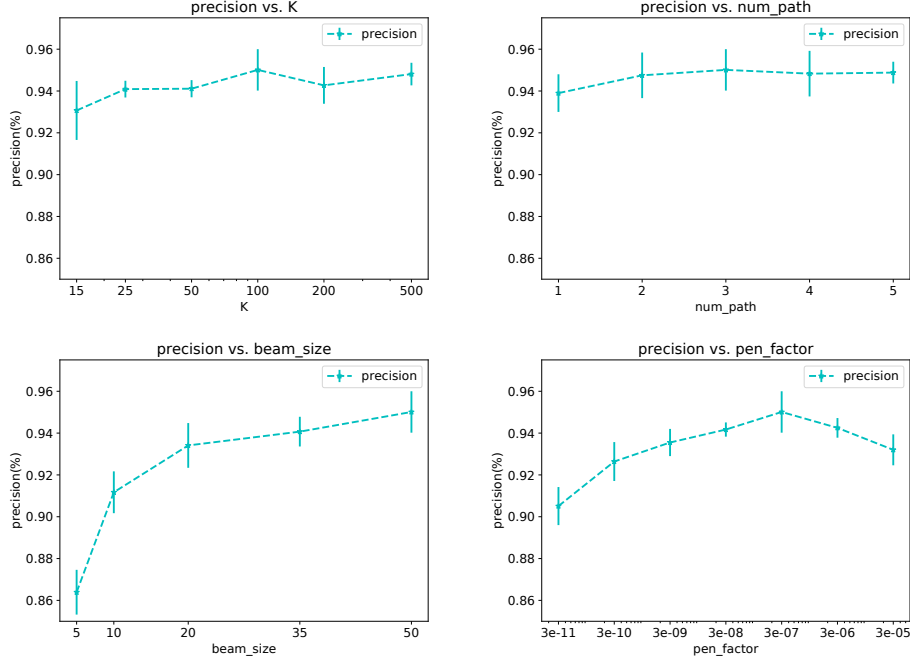 precision vs. K
precision
precision(%)
0.96
0.94
0.92
0.90
0.88
0.86
15 25 50 100 200 500
K
precision vs. num_path
precision
precision(%)
0.96
0.94
0.92
0.90
0.88
0.86
1 2 3 4 5
num_path
precision vs. beam_size
precision
precision(%)
0.96
0.94
0.92
0.90
0.88
0.86
5 10 20 35 50
beam_size
precision vs. pen_factor
precision
precision(%)
0.96
0.94
0.92
0.90
0.88
0.86
3e-11 3e-10 3e-09 3e-08 3e-07 3e-06 3e-05
pen_factor